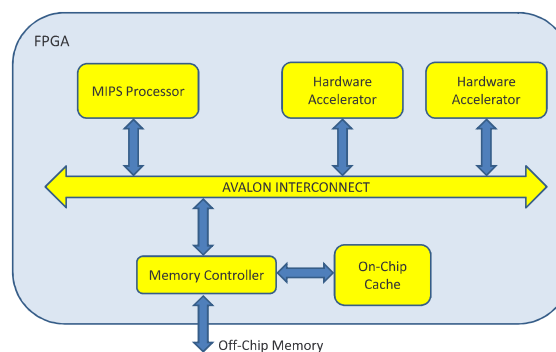 FPGA
MIPS Processor
Hardware
Accelerator
Hardware
Accelerator
AVALON INTERCONNECT
Memory Controller
On-Chip
Cache
Off-Chip Memory